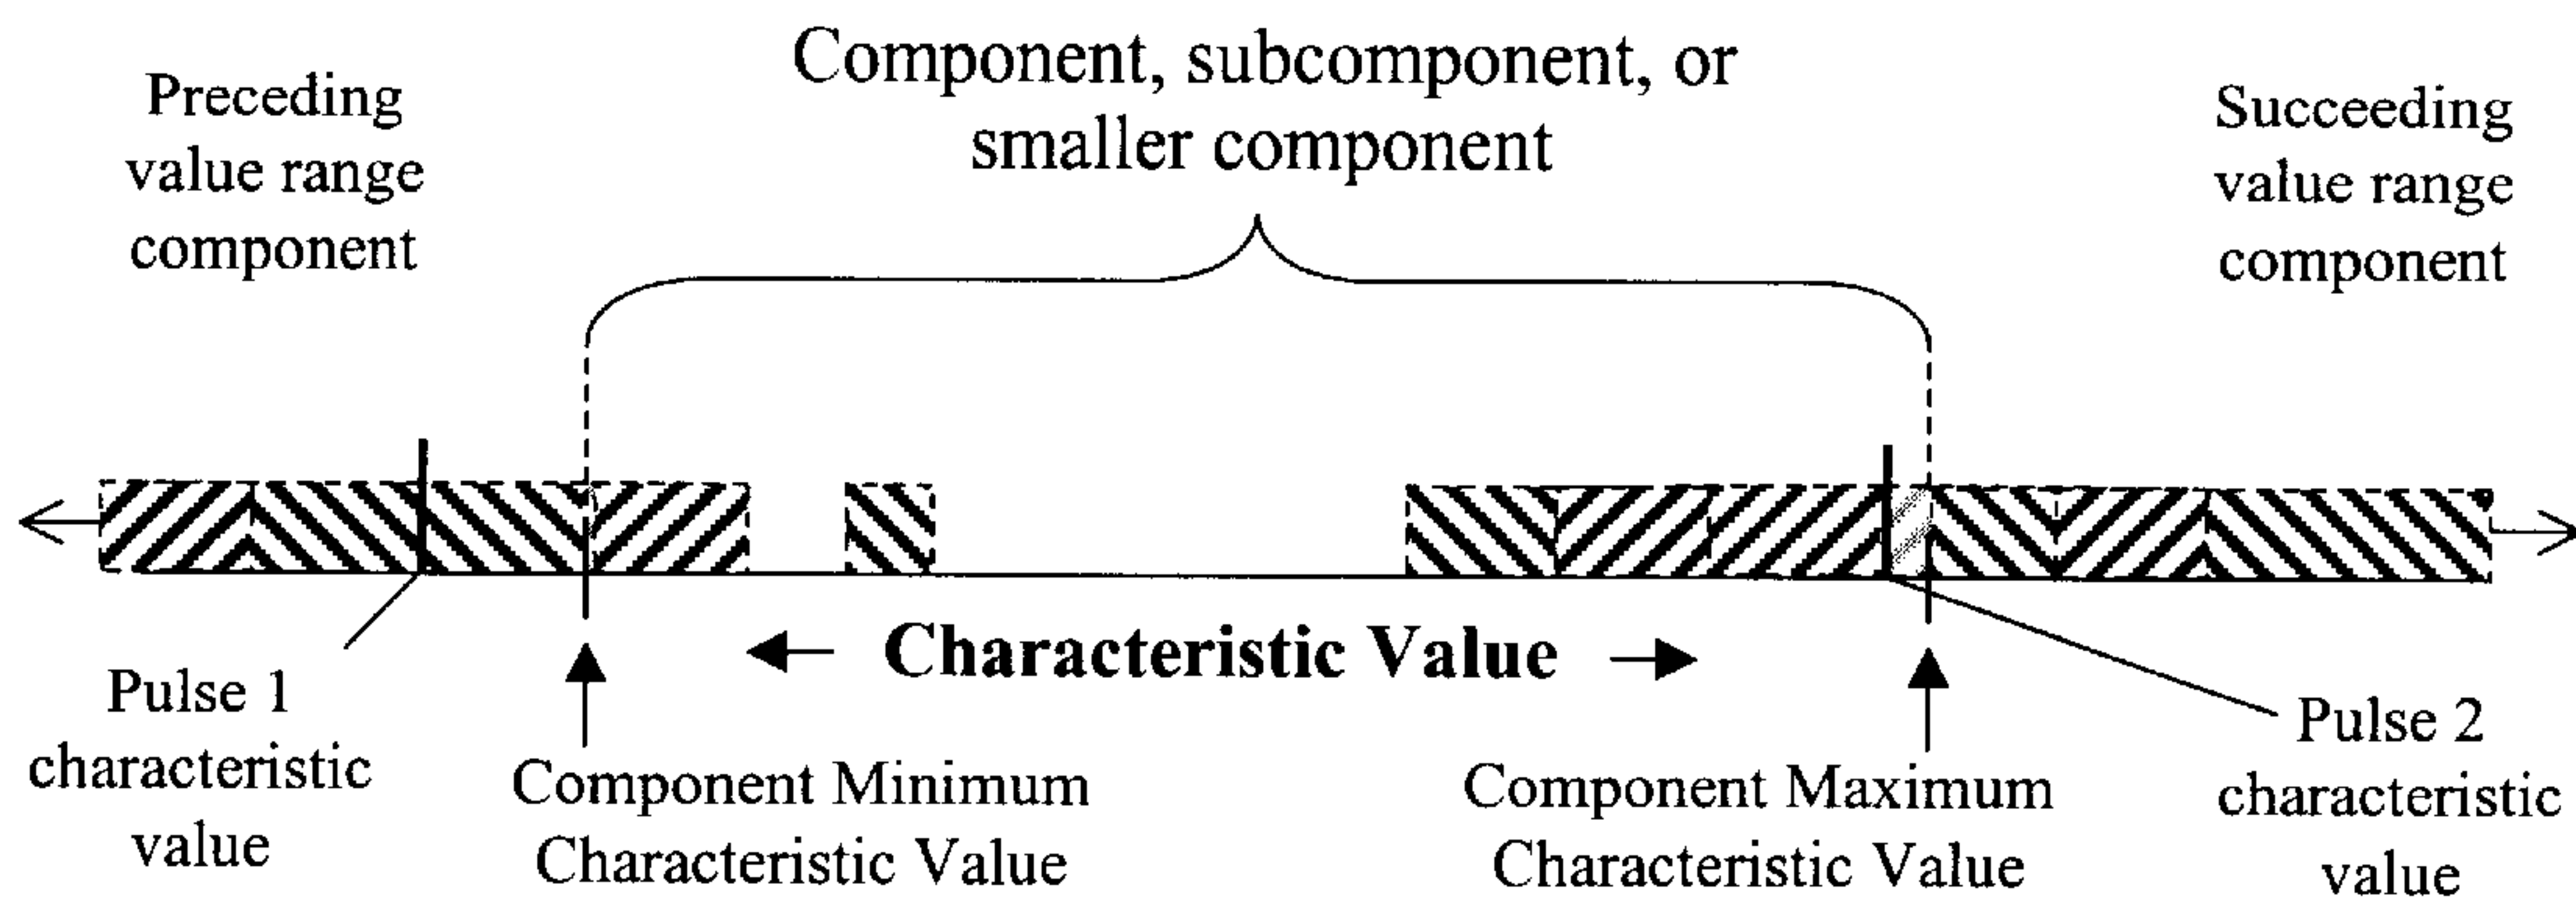 Preceding
value range
component
Component, subcomponent, or
smaller component
Succeeding
value range
component
Characteristic Value
Pulse 1
characteristic
value
Component Minimum
Characteristic Value
Component Maximum
Characteristic Value
Pulse 2
characteristic
value